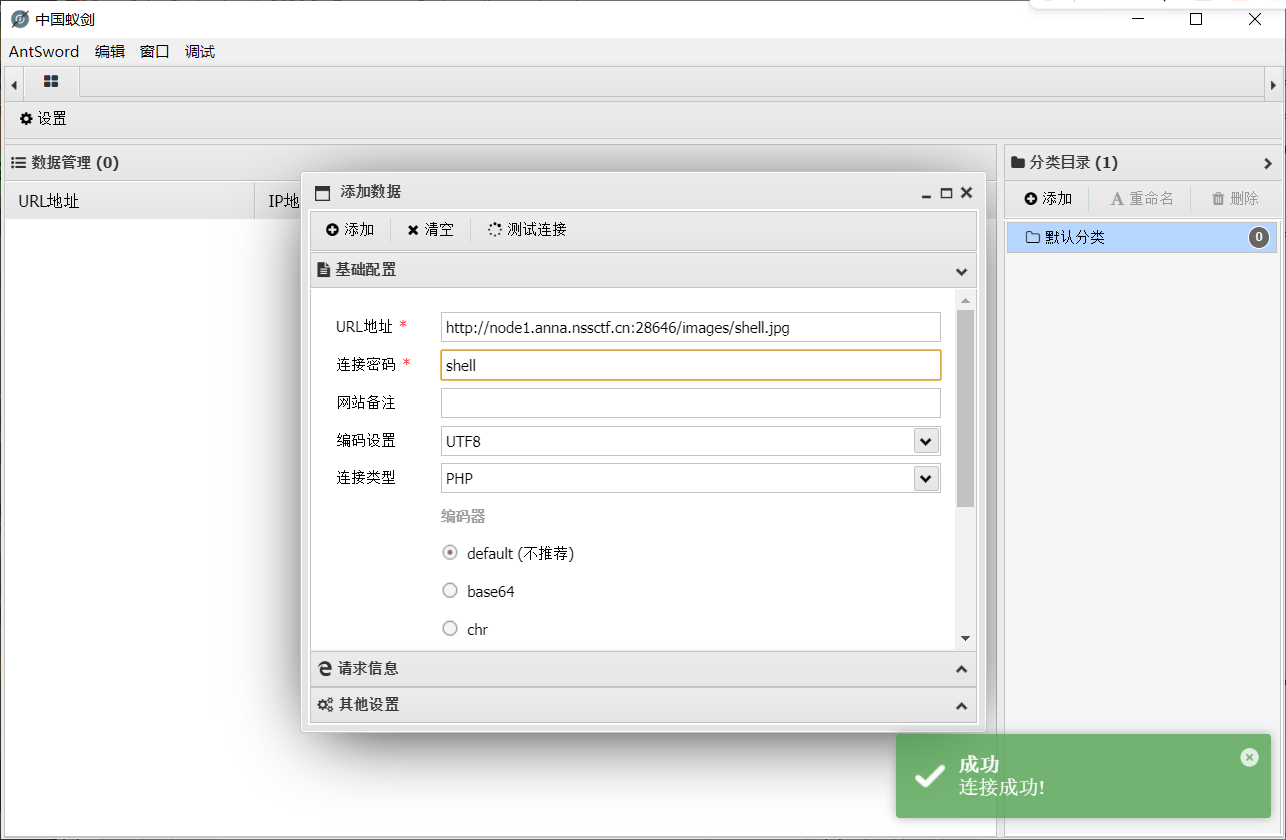 中国蚁剑
AntSword 编辑 窗口 调试
设置
数据管理 (0)
URL地址
IP地
分类目录 (1)
添加 重命名 删除
默认分类 0
添加数据
添加 清空 测试连接
基础配置
URL地址 * http://node1.anna.nssctf.cn:28646/images/shell.jpg
连接密码 * shell
网站备注
编码设置 UTF8
连接类型 PHP
编码器
default (不推荐)
base64
chr
请求信息
其他设置
成功
连接成功!